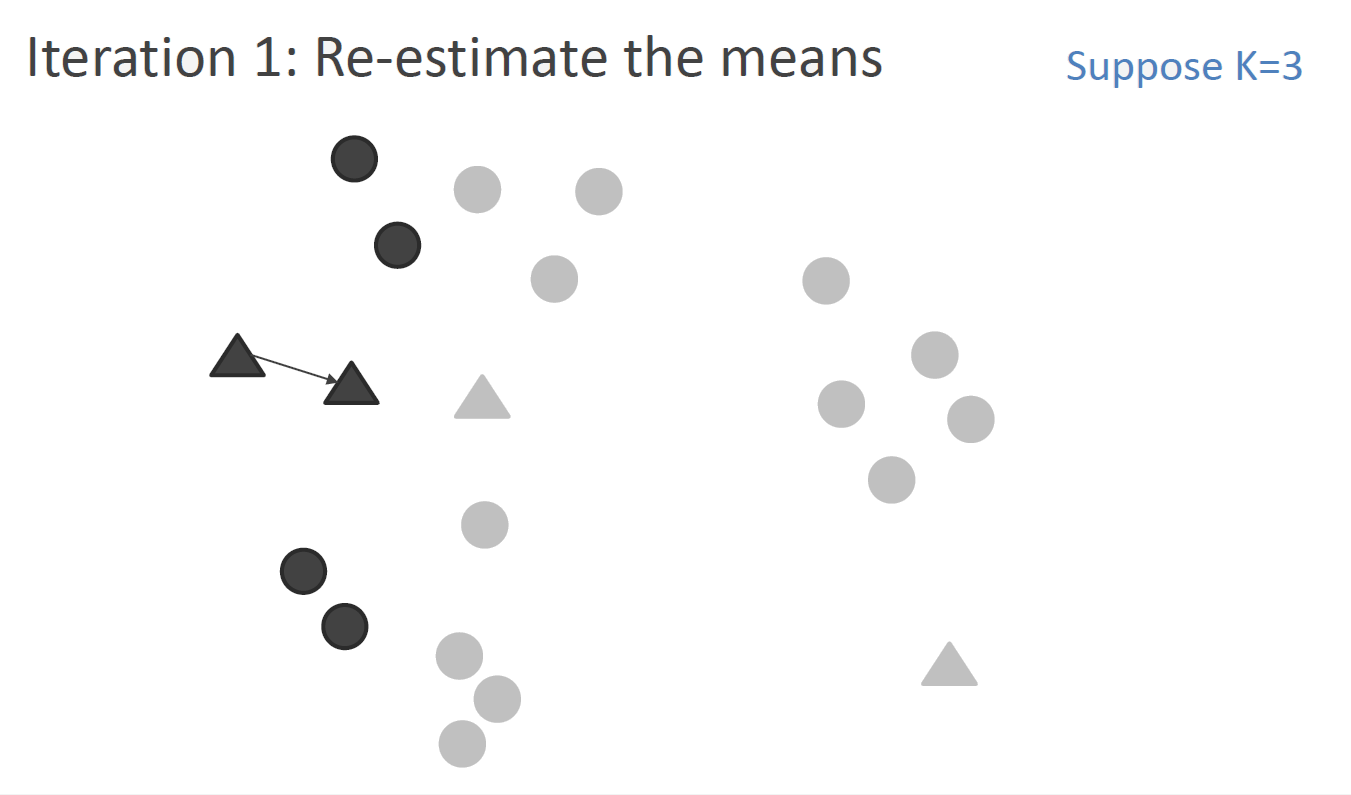 Iteration 1: Re-estimate the means
Suppose K=3